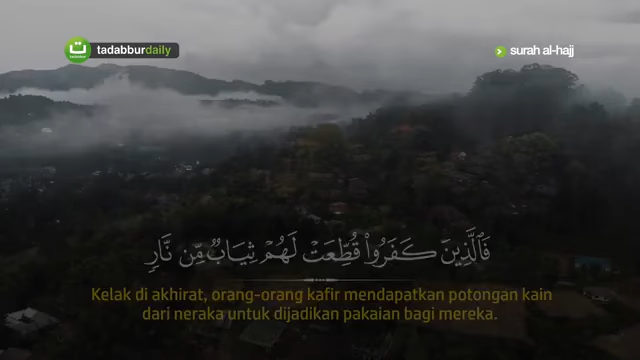 tadabburdaily
surah al-hajj
فَٱلَّذِينَ كَفَرُوا۟ قُطِّعَتْ لَهُمْ ثِيَابٌ مِّن نَّارٍ
Kelak di akhirat, orang-orang kafir mendapatkan potongan kain
dari neraka untuk dijadikan pakaian bagi mereka.